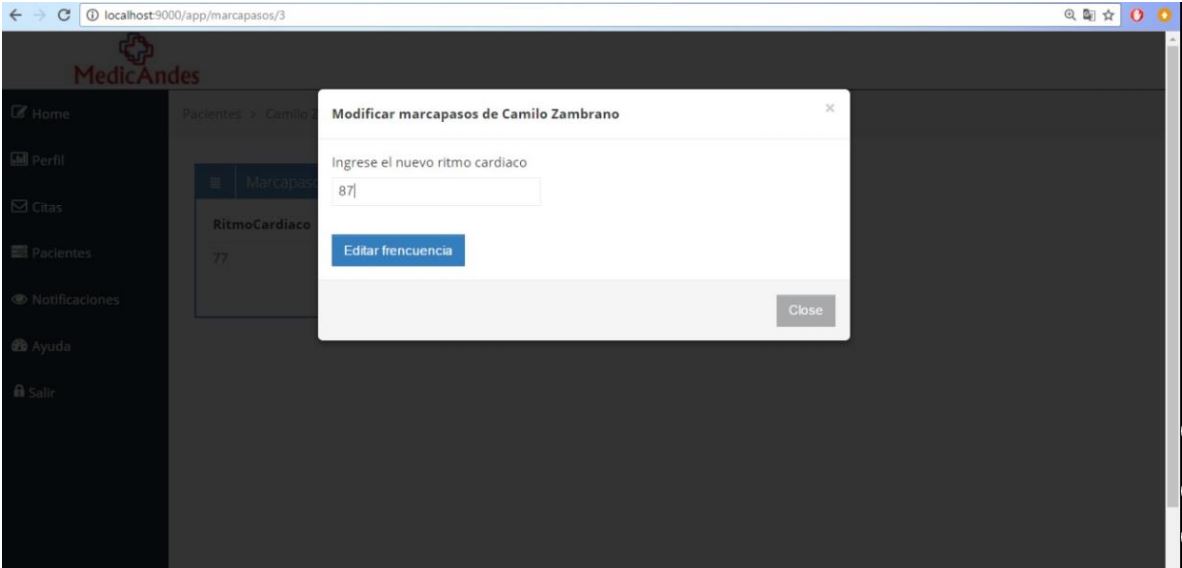 localhost:9000/app/marcapasos/3
MedicAndes
Home
Perfil
Citas
Pacientes
Notificaciones
Ayuda
Salir
Pacientes > Camilo Z
Marcapaso
RitmoCardiaco
77
Modificar marcapasos de Camilo Zambrano
×
Ingrese el nuevo ritmo cardiaco
87
Editar frencuencia
Close